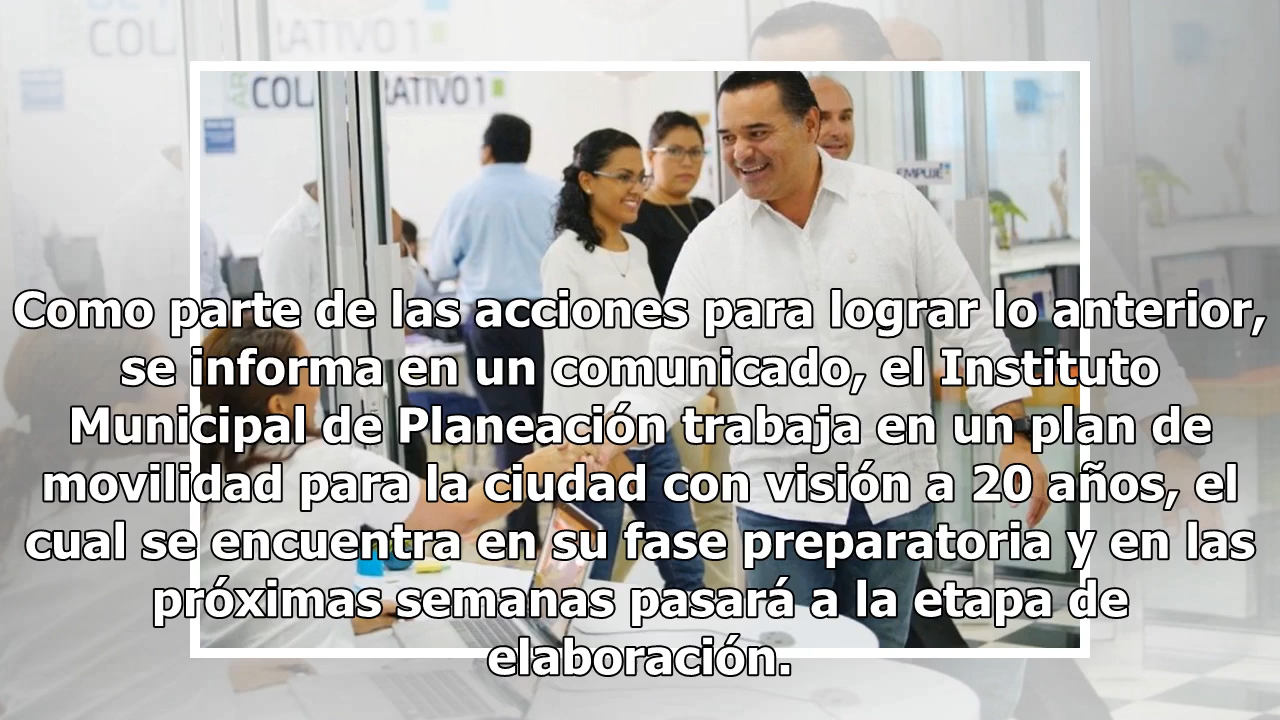 COL RATIVO1
EMPUJE
Como parte de las acciones para lograr lo anterior,
se informa en un comunicado, el Instituto
Municipal de Planeación trabaja en un plan de
movilidad para la ciudad con visión a 20 años, el
cual se encuentra en su fase preparatoria y en las
próximas semanas pasará a la etapa de
elaboración.